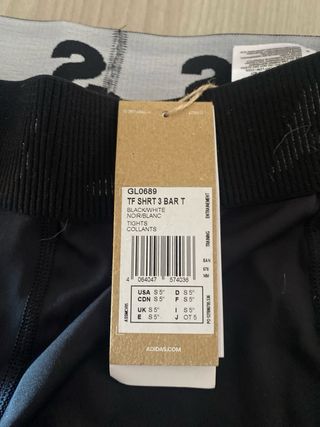 GL0689
TF SHRT 3 BAR T
BLACK/WHITE
NOIR/BLANC
TIGHTS
COLLANTS
ENTRAINEMENT
TRAINING
4 064047 574036
USA S 5" D S 5"
CDN S 5" F S 5"
UK S 5" I S 5"
E S 5" J OT 5
ADIDAS.COM